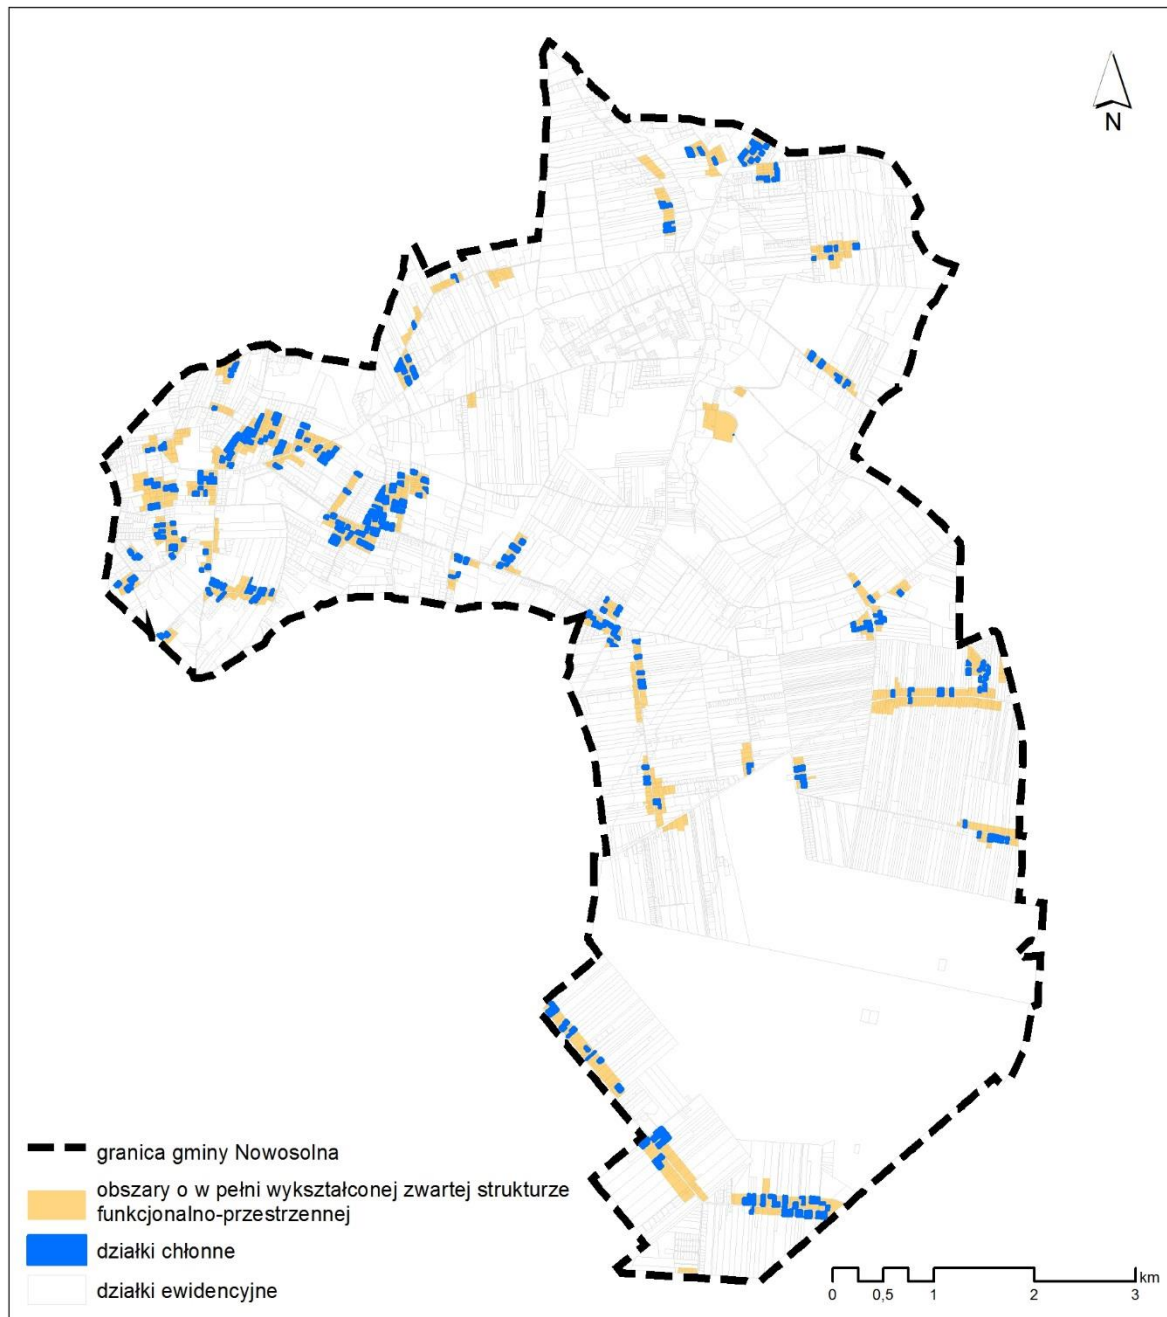 N
granica gminy Nowosolna
obszary o w pełni wykształconej zwartej strukturze
funkcjonalno-przestrzennej
działki chłonne
działki ewidencyjne
km
0 0,5 1 2 3